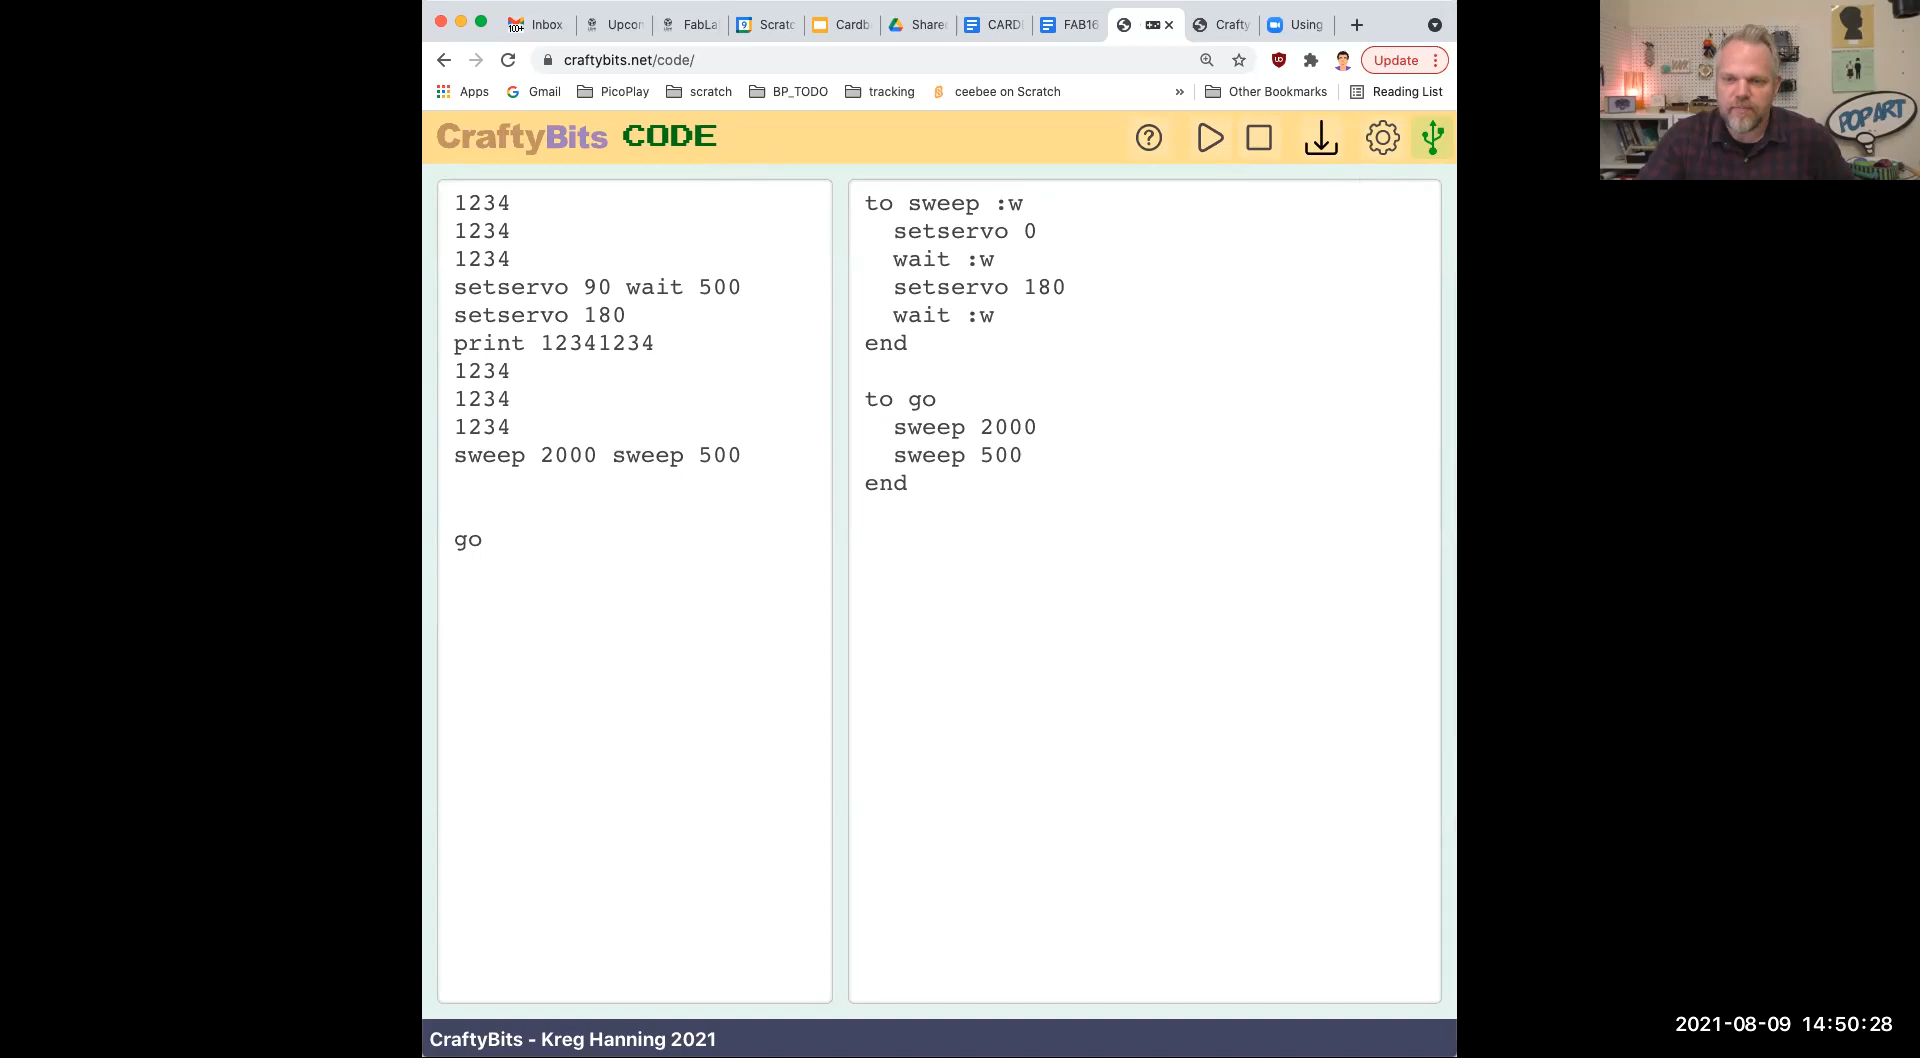 Inbox
Upcon
FabLa
Scratc
Cardb
Share
CARDI
FAB16
Crafty
Using
craftybits.net/code/
Update
Apps
Gmail
PicoPlay
scratch
BP_TODO
tracking
ceebee on Scratch
»
Other Bookmarks
Reading List
CraftyBits CODE
1234
1234
1234
setservo 90 wait 500
setservo 180
print 12341234
1234
1234
1234
sweep 2000 sweep 500
go
to sweep :w
setservo 0
wait :w
setservo 180
wait :w
end
to go
sweep 2000
sweep 500
end
CraftyBits - Kreg Hanning 2021
POP ART
2021-08-09 14:50:28